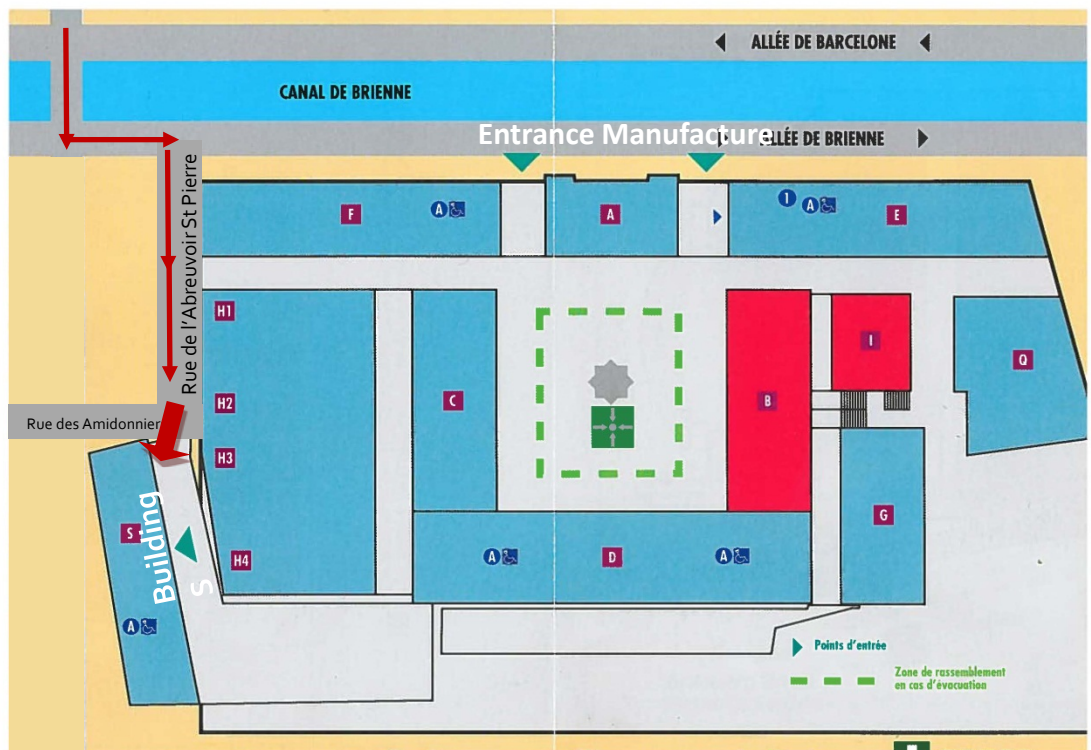 ALLÉE DE BARCELONE
CANAL DE BRIENNE
Entrance Manufacture
ALLÉE DE BRIENNE
Rue de l'Abreuvoir St Pierre
F
A
A
1
A
E
H1
H2
H3
H4
C
B
I
Q
Rue des Amidonnier
S
Building
S
A
G
A
D
A
Points d'entrée
Zone de rassemblement
en cas d'évacuation